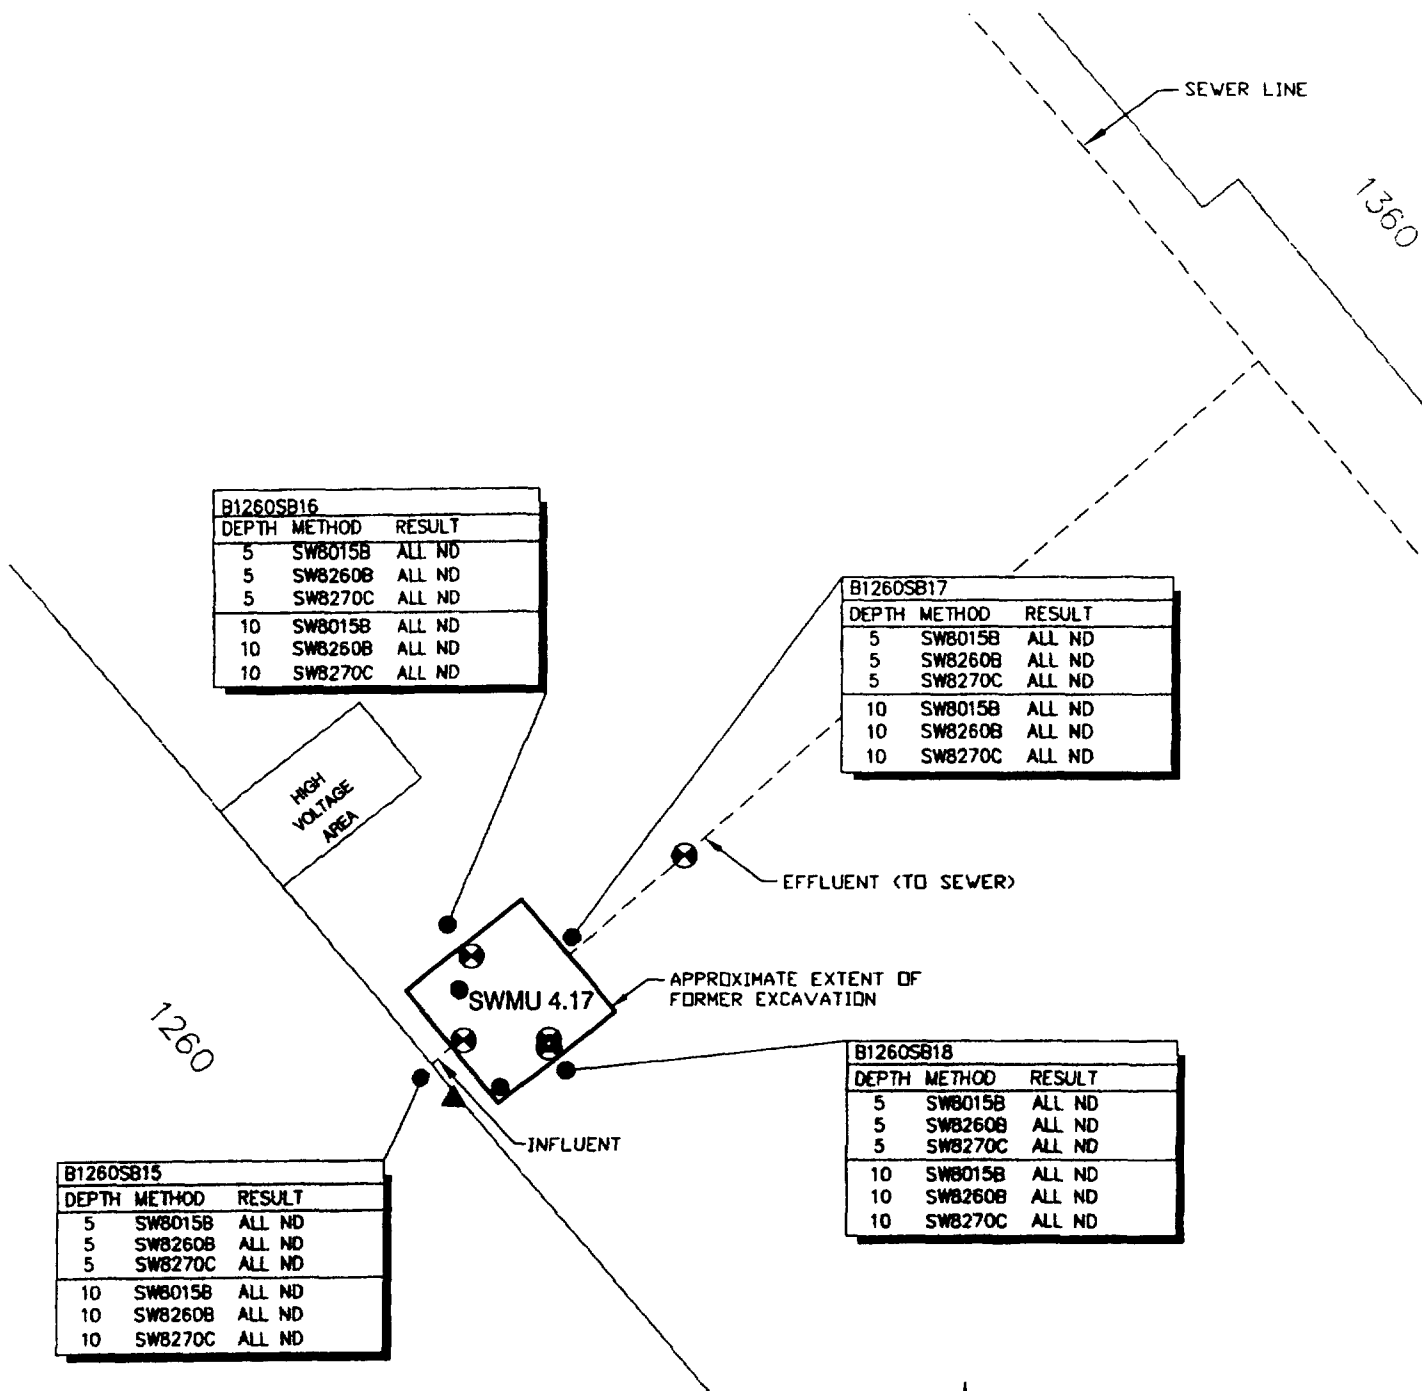 SEWER LINE
1360
B1260SB16
DEPTH METHOD RESULT
5 SW8015B ALL ND
5 SW8260B ALL ND
5 SW8270C ALL ND
10 SW8015B ALL ND
10 SW8260B ALL ND
10 SW8270C ALL ND
B1260SB17
DEPTH METHOD RESULT
5 SW8015B ALL ND
5 SW8260B ALL ND
5 SW8270C ALL ND
10 SW8015B ALL ND
10 SW8260B ALL ND
10 SW8270C ALL ND
HIGH
VOLTAGE
AREA
EFFLUENT (TO SEWER)
APPROXIMATE EXTENT OF
FORMER EXCAVATION
SWMU 4.17
1260
B1260SB18
DEPTH METHOD RESULT
5 SW8015B ALL ND
5 SW8260B ALL ND
5 SW8270C ALL ND
10 SW8015B ALL ND
10 SW8260B ALL ND
10 SW8270C ALL ND
INFLUENT
B1260SB15
DEPTH METHOD RESULT
5 SW8015B ALL ND
5 SW8260B ALL ND
5 SW8270C ALL ND
10 SW8015B ALL ND
10 SW8260B ALL ND
10 SW8270C ALL ND